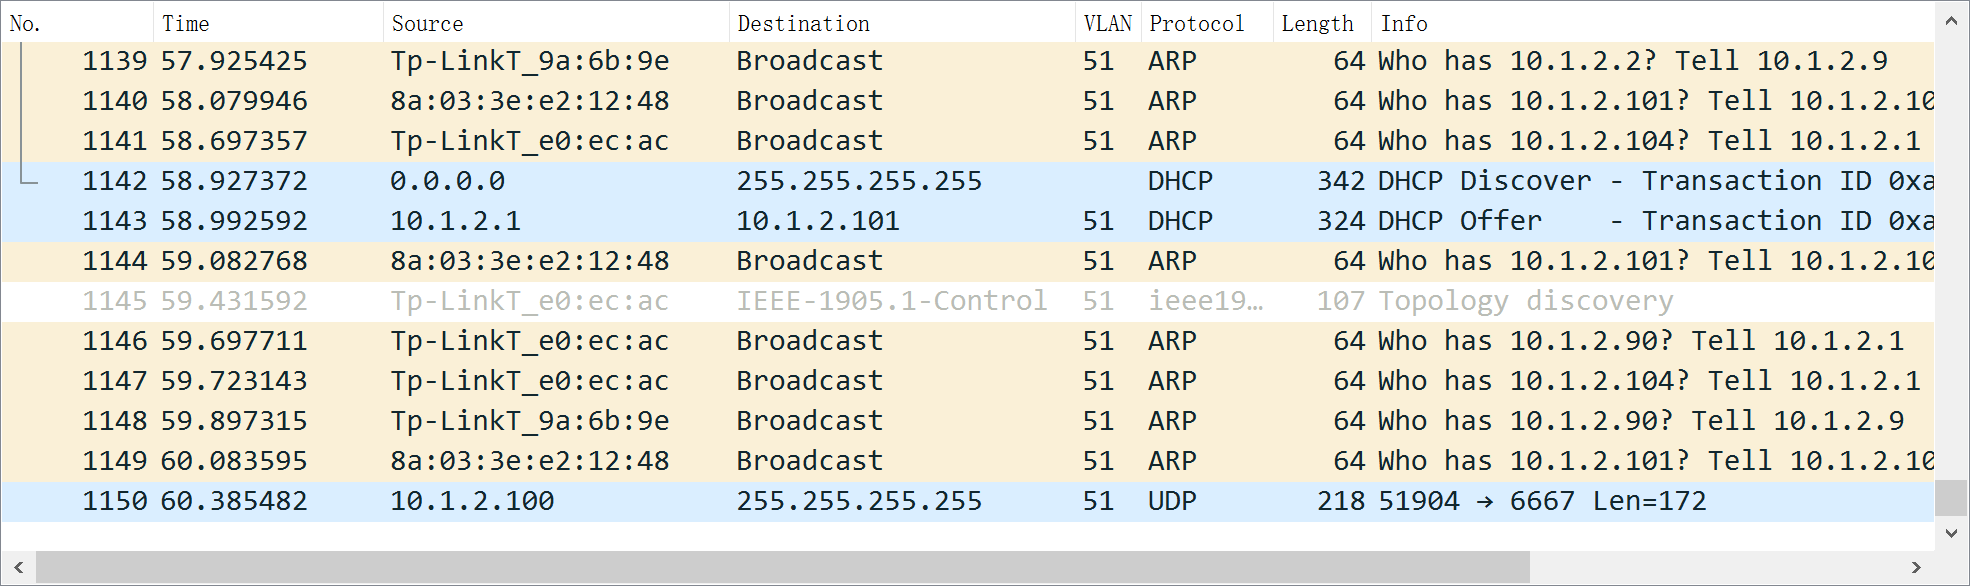 No. Time Source Destination VLAN Protocol Length Info
1139 57.925425 Tp-LinkT_9a:6b:9e Broadcast 51 ARP 64 Who has 10.1.2.2? Tell 10.1.2.9
1140 58.079946 8a:03:3e:e2:12:48 Broadcast 51 ARP 64 Who has 10.1.2.101? Tell 10.1.2.10
1141 58.697357 Tp-LinkT_e0:ec:ac Broadcast 51 ARP 64 Who has 10.1.2.104? Tell 10.1.2.1
1142 58.927372 0.0.0.0 255.255.255.255 DHCP 342 DHCP Discover - Transaction ID 0xa
1143 58.992592 10.1.2.1 10.1.2.101 51 DHCP 324 DHCP Offer - Transaction ID 0xa
1144 59.082768 8a:03:3e:e2:12:48 Broadcast 51 ARP 64 Who has 10.1.2.101? Tell 10.1.2.10
1145 59.431592 Tp-LinkT_e0:ec:ac IEEE-1905.1-Control 51 ieee19… 107 Topology discovery
1146 59.697711 Tp-LinkT_e0:ec:ac Broadcast 51 ARP 64 Who has 10.1.2.90? Tell 10.1.2.1
1147 59.723143 Tp-LinkT_e0:ec:ac Broadcast 51 ARP 64 Who has 10.1.2.104? Tell 10.1.2.1
1148 59.897315 Tp-LinkT_9a:6b:9e Broadcast 51 ARP 64 Who has 10.1.2.90? Tell 10.1.2.9
1149 60.083595 8a:03:3e:e2:12:48 Broadcast 51 ARP 64 Who has 10.1.2.101? Tell 10.1.2.10
1150 60.385482 10.1.2.100 255.255.255.255 51 UDP 218 51904 → 6667 Len=172